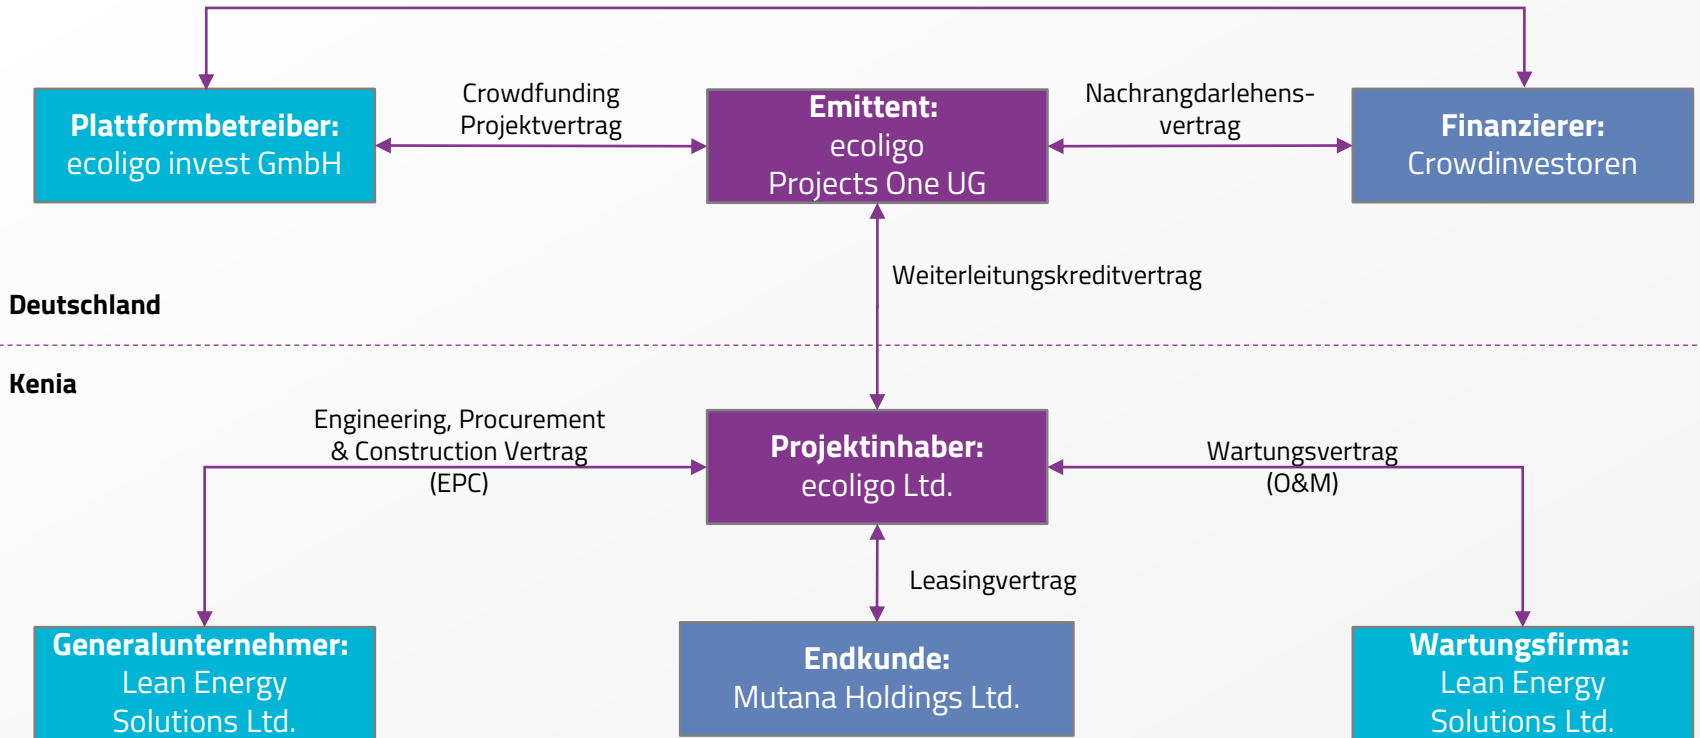 Plattformbetreiber:
ecoligo invest GmbH
Crowdfunding
Projektvertrag
Emittent:
ecoligo
Projects One UG
Nachrangdarlehens-
vertrag
Finanzierer:
Crowdinvestoren
Weiterleitungskreditvertrag
Deutschland
Kenia
Engineering, Procurement
& Construction Vertrag
(EPC)
Projektinhaber:
ecoligo Ltd.
Wartungsvertrag
(O&M)
Leasingvertrag
Generalunternehmer:
Lean Energy
Solutions Ltd.
Endkunde:
Mutana Holdings Ltd.
Wartungsfirma:
Lean Energy
Solutions Ltd.